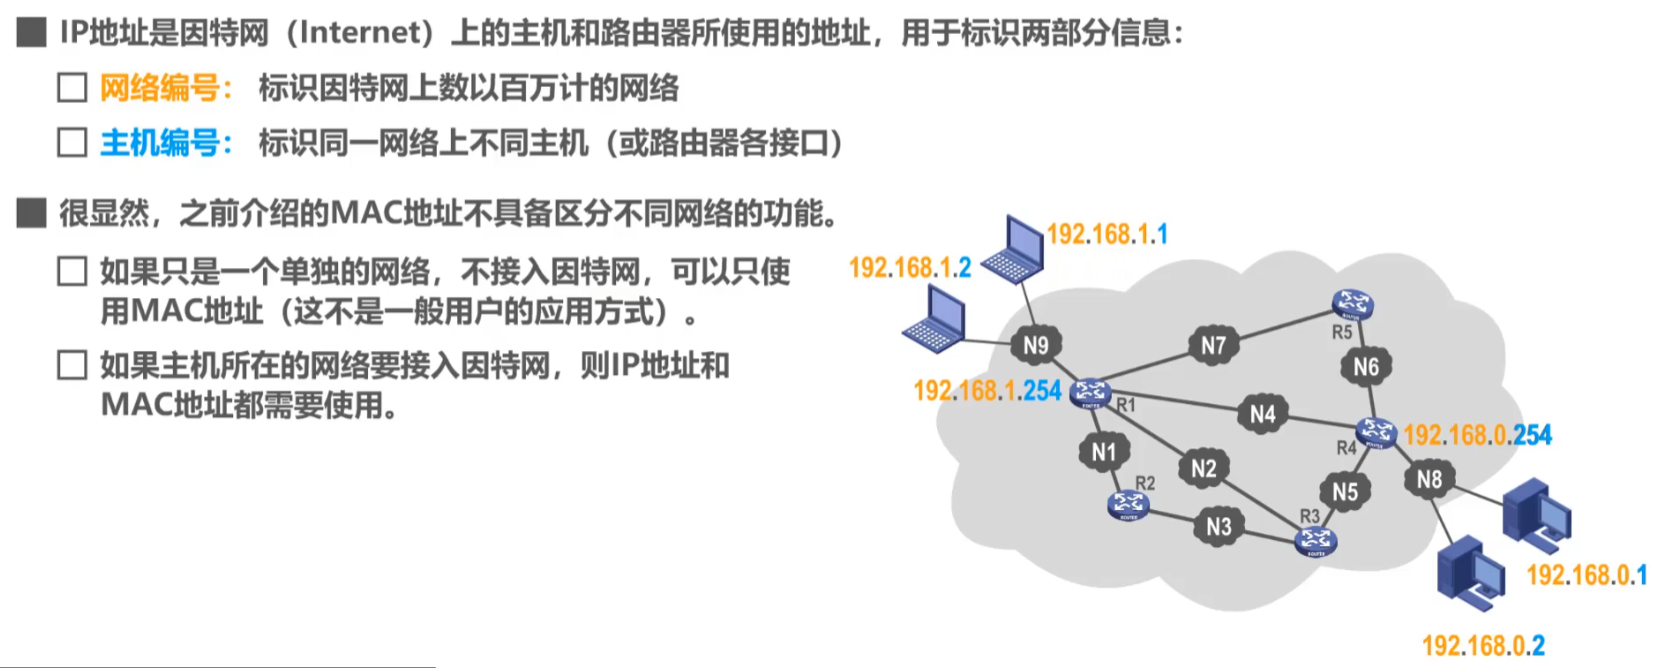 IP地址是因特网（Internet）上的主机和路由器所使用的地址，用于标识两部分信息：
网络编号： 标识因特网上数以百万计的网络
主机编号： 标识同一网络上不同主机（或路由器各接口）
很显然，之前介绍的MAC地址不具备区分不同网络的功能。
如果只是一个单独的网络，不接入因特网，可以只使
用MAC地址（这不是一般用户的应用方式）。
如果主机所在的网络要接入因特网，则IP地址和
MAC地址都需要使用。
192.168.1.1
192.168.1.2
N9
N7
R5
N6
192.168.1.254
R1
N4
R4
192.168.0.254
N1
N2
N8
R2
N5
N3
R3
192.168.0.1
192.168.0.2
ROUTER
ROUTER
ROUTER
ROUTER
ROUTER